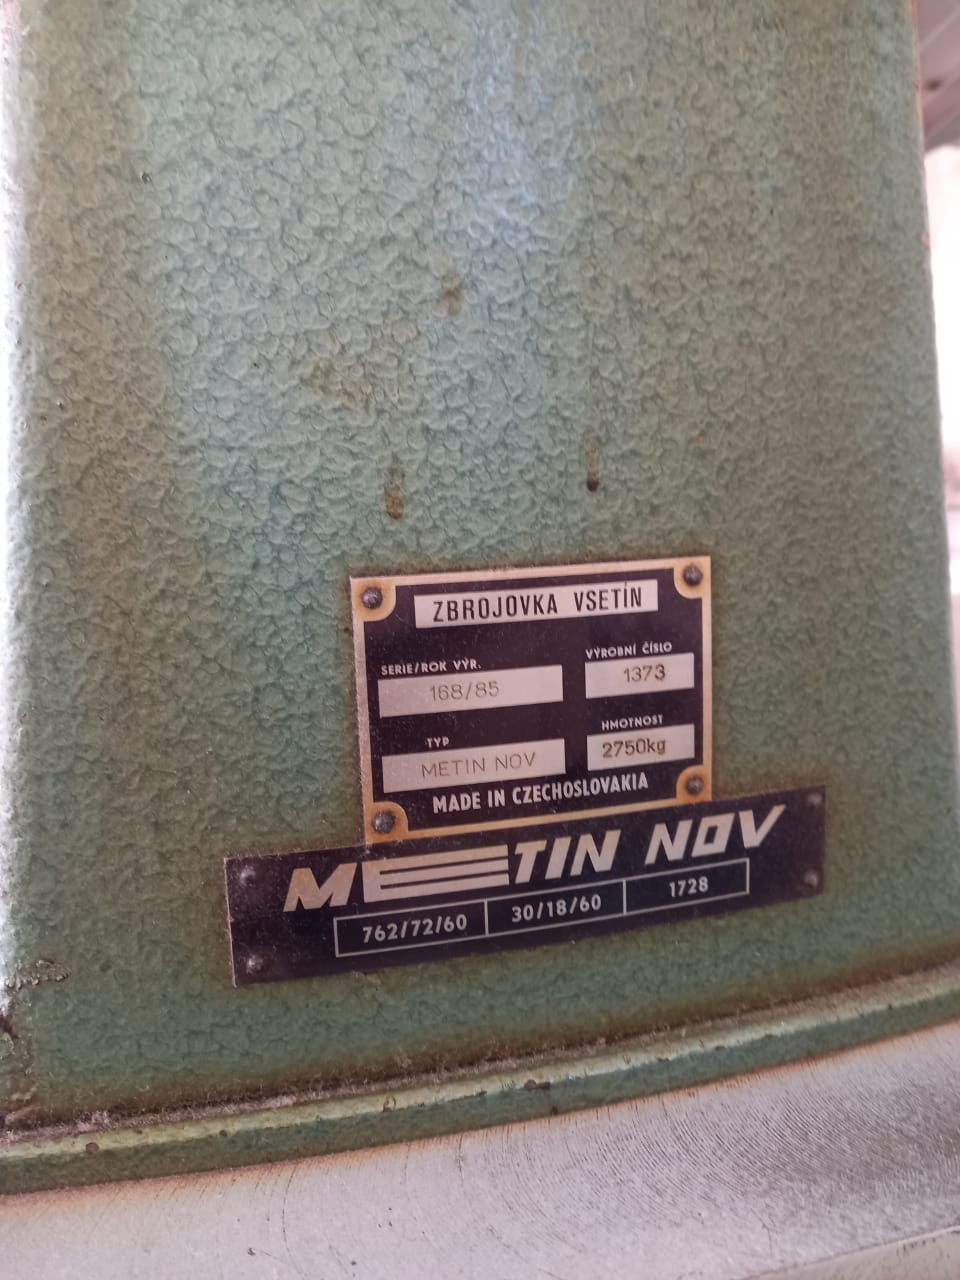 ZBROJOVKA VSETÍN
SERIE/ROK VÝR.
168/85
VÝROBNÍ ČÍSLO
1373
TYP
METIN NOV
HMOTNOST
2750kg
MADE IN CZECHOSLOVAKIA
METIN NOV
762/72/60 30/18/60 1728